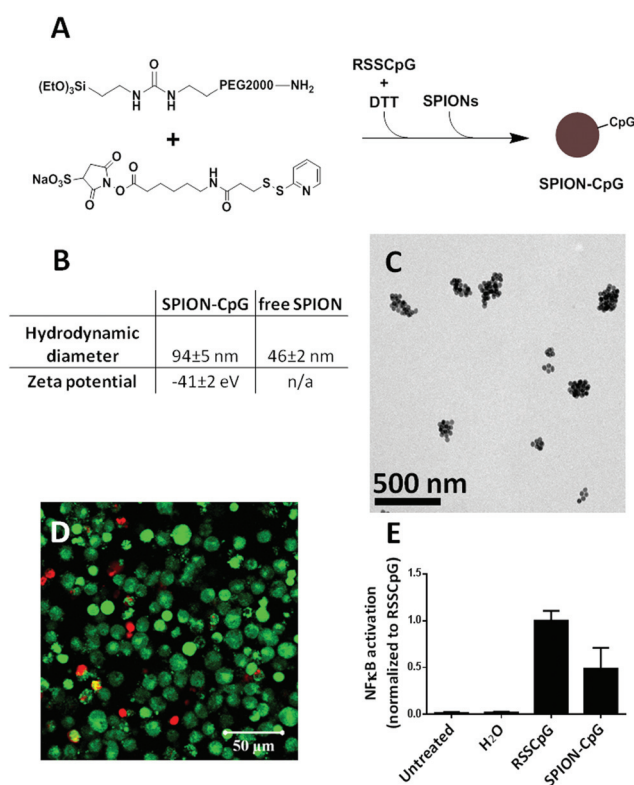 A
(EtO)₃Si
O
N
H
N
H
PEG2000—NH₂
+
NaO₃S
O
N
O
O
O
H
N
O
S
S
N
RSSCpG
+
DTT
SPIONs
CpG
SPION-CpG
B
SPION-CpG free SPION
Hydrodynamic
diameter 94±5 nm 46±2 nm
Zeta potential -41±2 eV n/a
C
500 nm
D
50 µm
E
NFκB activation
(normalized to RSSCpG)
1.5
1.0
0.5
0.0
Untreated
H₂O
RSSCpG
SPION-CpG